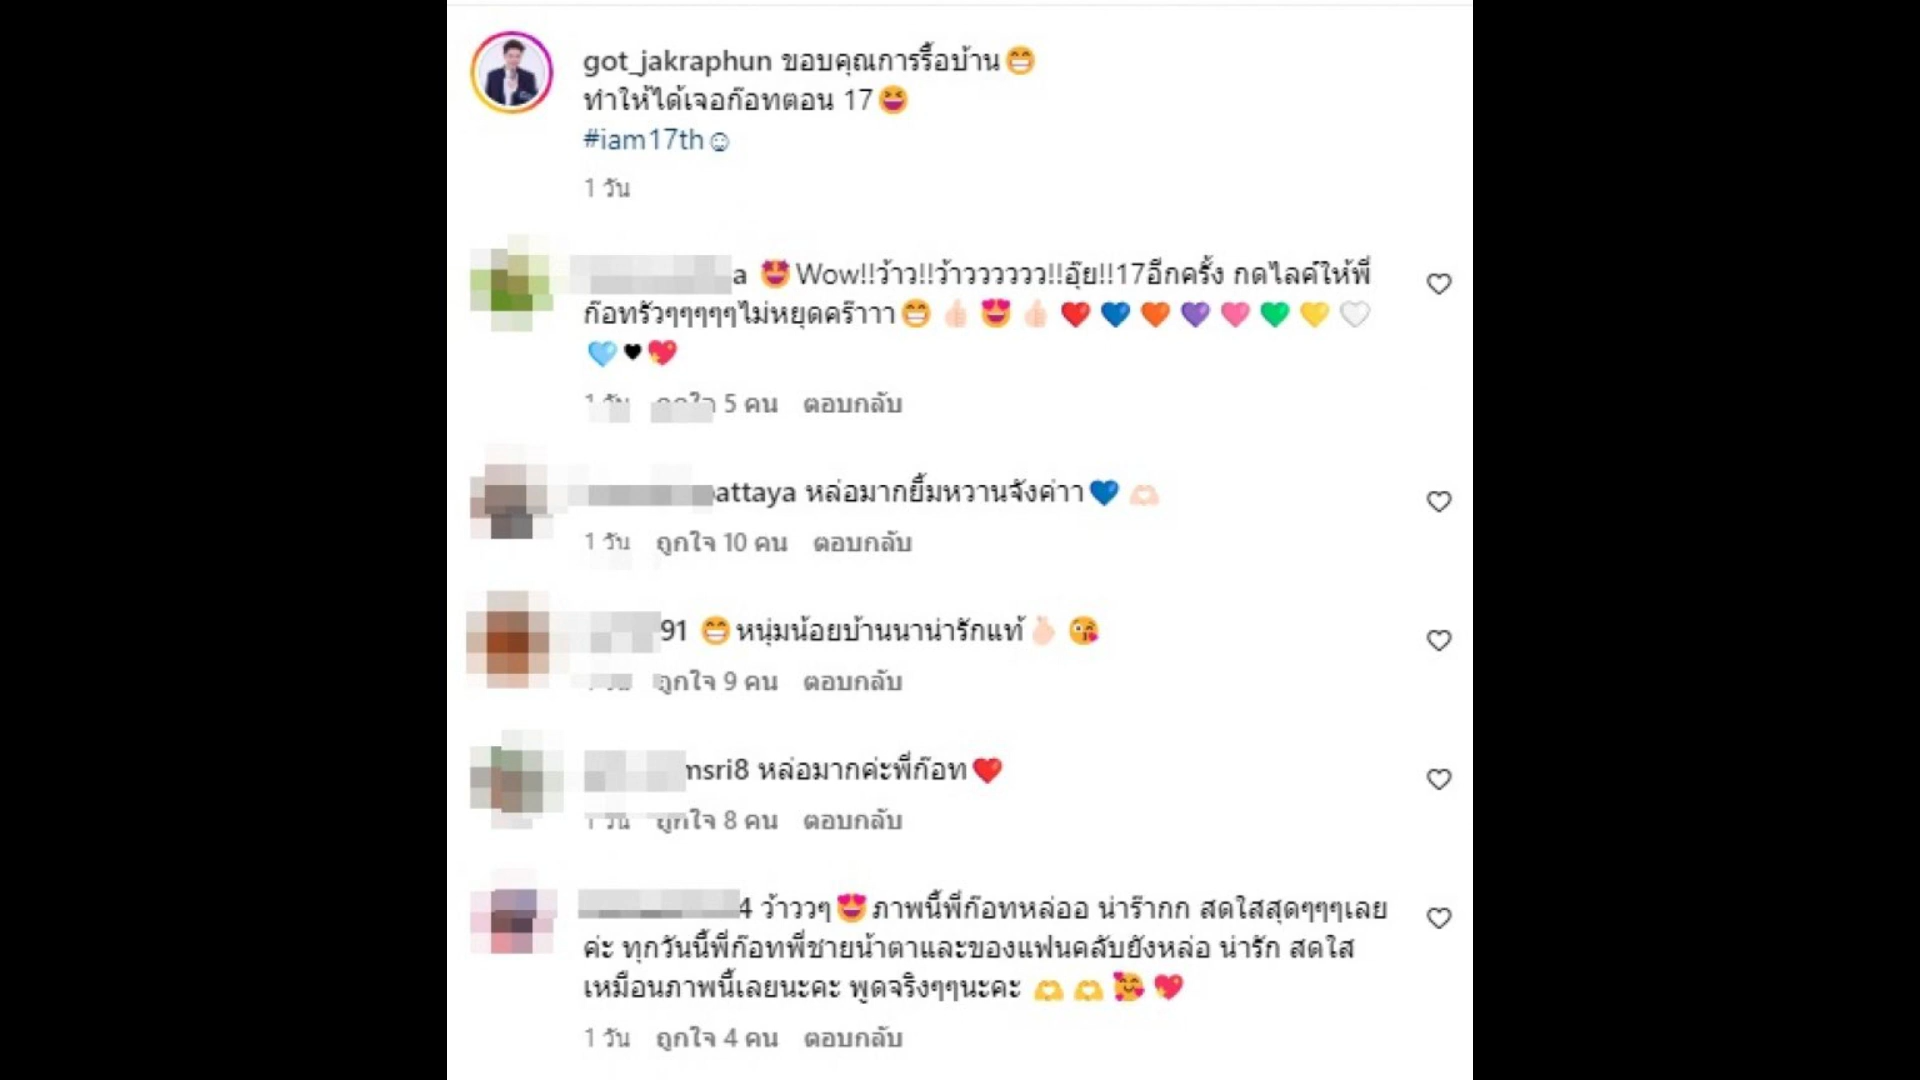 got_jakraphun ขอบคุณการรื้อบ้าน😁
ทำให้ได้เจอก๊อทตอน 17😆
#iam17th☺
1 วัน
a 🤩Wow!!ว้าว!!ว้าวววววว!!อุ๊ย!!17อีกครั้ง กดไลค์ให้พี่
ก๊อทรัวๆๆๆๆๆไม่หยุดคร๊าาา😁👍🏻😍👍🏻❤️💙🧡💜🩷💚💛🤍
🩵🖤💖
5 คน ตอบกลับ
attaya หล่อมากยิ้มหวานจังค่าา💙🫶🏻
1 วัน ถูกใจ 10 คน ตอบกลับ
91 😁หนุ่มน้อยบ้านนาน่ารักแท้🫰🏻😘
ถูกใจ 9 คน ตอบกลับ
msri8 หล่อมากค่ะพี่ก๊อท❤️
1 วัน ถูกใจ 8 คน ตอบกลับ
4 ว้าววๆ😍ภาพนี้พี่ก๊อทหล่ออ น่าร๊ากก สดใสสุดๆๆๆเลย
ค่ะ ทุกวันนี้พี่ก๊อทพี่ชายน้ำตาและของแฟนคลับยังหล่อ น่ารัก สดใส
เหมือนภาพนี้เลยนะคะ พูดจริงๆๆนะคะ 🫶🫶🥰💖
1 วัน ถูกใจ 4 คน ตอบกลับ